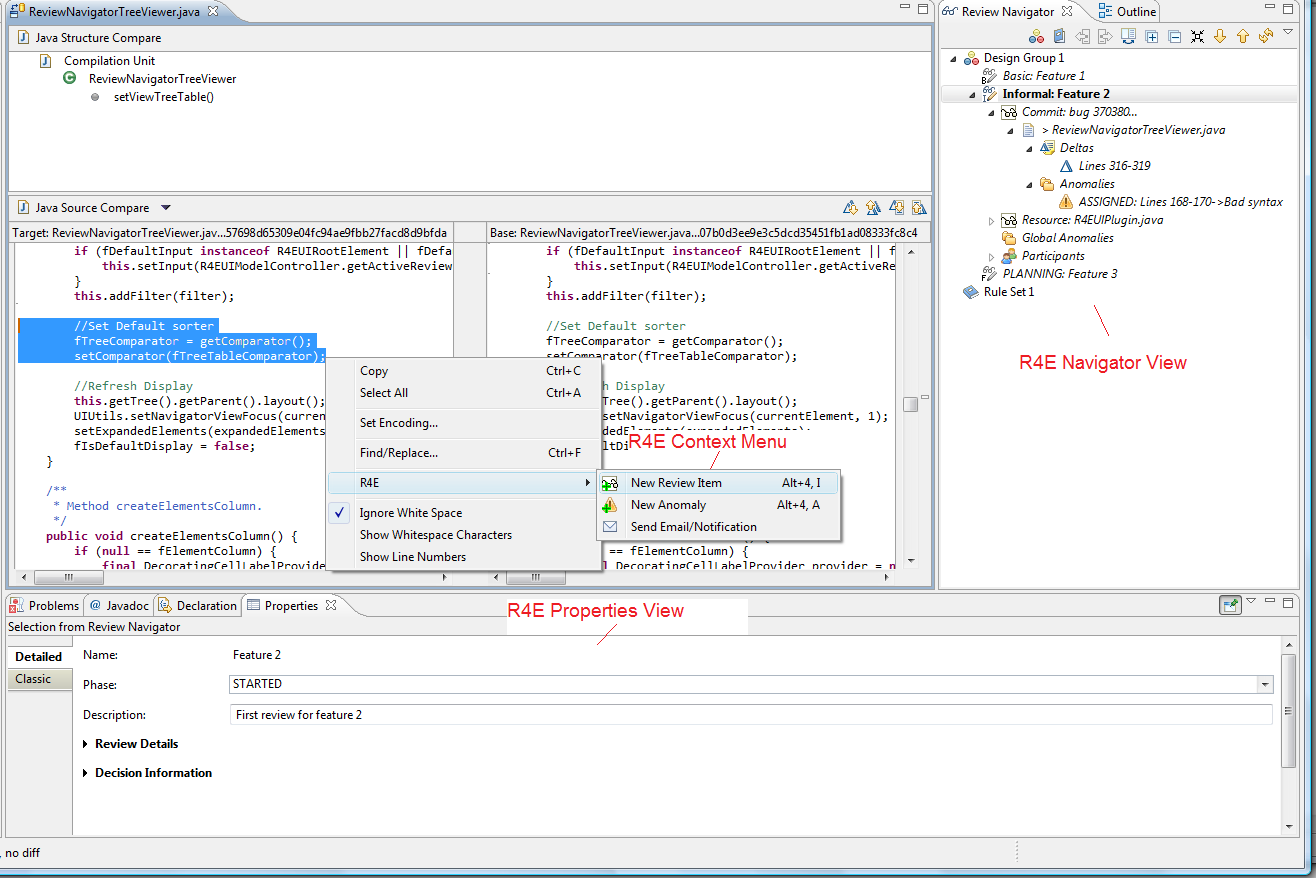 ReviewNavigatorTreeViewer.java
Java Structure Compare
Compilation Unit
ReviewNavigatorTreeViewer
setViewTreeTable()
Java Source Compare
Target: ReviewNavigatorTreeViewer.jav...57698d65309e04fc94ae9fbb27facd8d9bfda
if (fDefaultInput instanceof R4EUIRootElement || fDefa
this.setInput(R4EUIModelController.getActiveReview
}
this.addFilter(filter);
//Set Default sorter
fTreeComparator = getComparator();
setComparator(fTreeTableComparator);
//Refresh Display
this.getTree().getParent().layout();
UIUtils.setNavigatorViewFocus(curren
setExpandedElements(expandedElements
fIsDefaultDisplay = false;
}
/**
* Method createElementsColumn.
*/
public void createElementsColumn() {
if (null == fElementColumn) {
final DecoratingCellLabelProvider
Base: ReviewNavigatorTreeViewer.java...07b0d3ee9e3c5dcd35451fb1ad08333fc8c4
if (fDefaultInput instanceof R4EUIRootElement || f
this.setInput(R4EUIModelController.getActiveRe
}
this.addFilter(filter);
//Set Default sorter
fTreeComparator = getComparator();
setComparator(fTreeTableComparator);
h Display
Tree().getParent().layout();
setNavigatorViewFocus(currentElement, 1);
== fElementColumn) {
DecoratingCellLabelProvider provider = n
Copy Ctrl+C
Select All Ctrl+A
Set Encoding...
Find/Replace... Ctrl+F
R4E
Ignore White Space
Show Whitespace Characters
Show Line Numbers
R4E Context Menu
New Review Item Alt+4, I
New Anomaly Alt+4, A
Send Email/Notification
Review Navigator
Outline
Design Group 1
Basic: Feature 1
Informal: Feature 2
Commit: bug 370380...
> ReviewNavigatorTreeViewer.java
Deltas
Lines 316-319
Anomalies
ASSIGNED: Lines 168-170->Bad syntax
Resource: R4EUIPlugin.java
Global Anomalies
Participants
PLANNING: Feature 3
Rule Set 1
R4E Navigator View
Problems
@ Javadoc
Declaration
Properties
R4E Properties View
Selection from Review Navigator
Detailed
Classic
Name: Feature 2
Phase: STARTED
Description: First review for feature 2
Review Details
Decision Information
, no diff